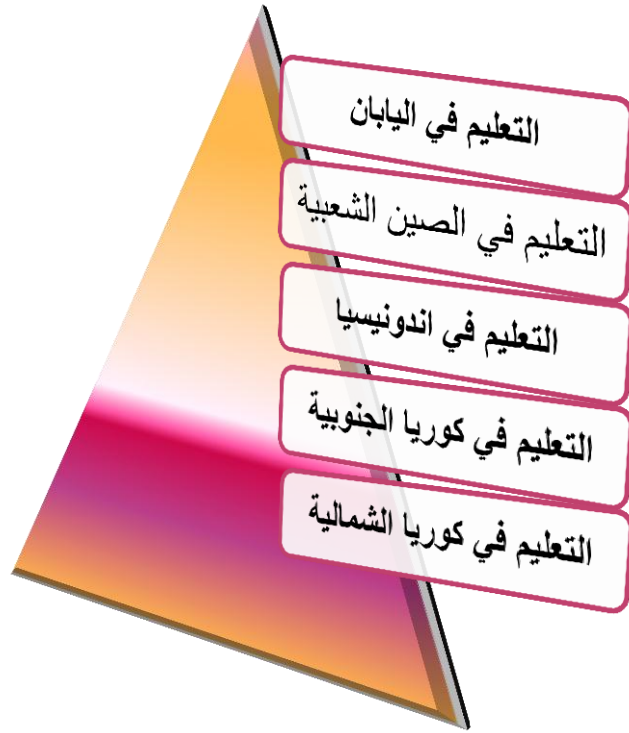 التعليم في اليابان
التعليم في الصين الشعبية
التعليم في اندونيسيا
التعليم في كوريا الجنوبية
التعليم في كوريا الشمالية